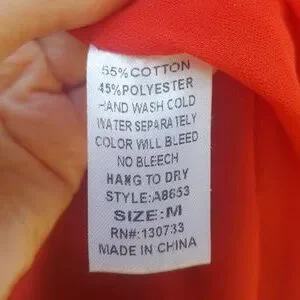 55%COTTON
45%POLYESTER
HAND WASH COLD
WATER SEPARATELY
COLOR WILL BLEED
NO BLEECH
HANG TO DRY
STYLE:A8653
SIZE:M
RN#:130733
MADE IN CHINA